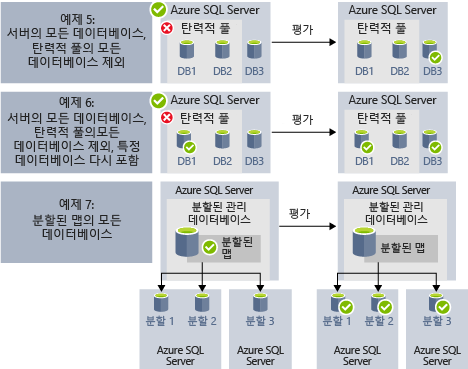 예제 5:
서버의 모든 데이터베이스,
탄력적 풀의 모든
데이터베이스 제외
Azure SQL Server
탄력적 풀
DB1 DB2 DB3
평가
Azure SQL Server
탄력적 풀
DB1 DB2 DB3
예제 6:
서버의 모든 데이터베이스,
탄력적 풀의모든
데이터베이스 제외, 특정
데이터베이스 다시 포함
Azure SQL Server
탄력적 풀
DB1 DB2 DB3
평가
Azure SQL Server
탄력적 풀
DB1 DB2 DB3
예제 7:
분할된 맵의 모든
데이터베이스
Azure SQL Server
분할된 관리
데이터베이스
분할된
맵
분할 1 분할 2 분할 3
Azure SQL
Server
Azure SQL
Server
평가
Azure SQL Server
분할된 관리
데이터베이스
분할된 맵
분할 1 분할 2 분할 3
Azure SQL
Server
Azure SQL
Server